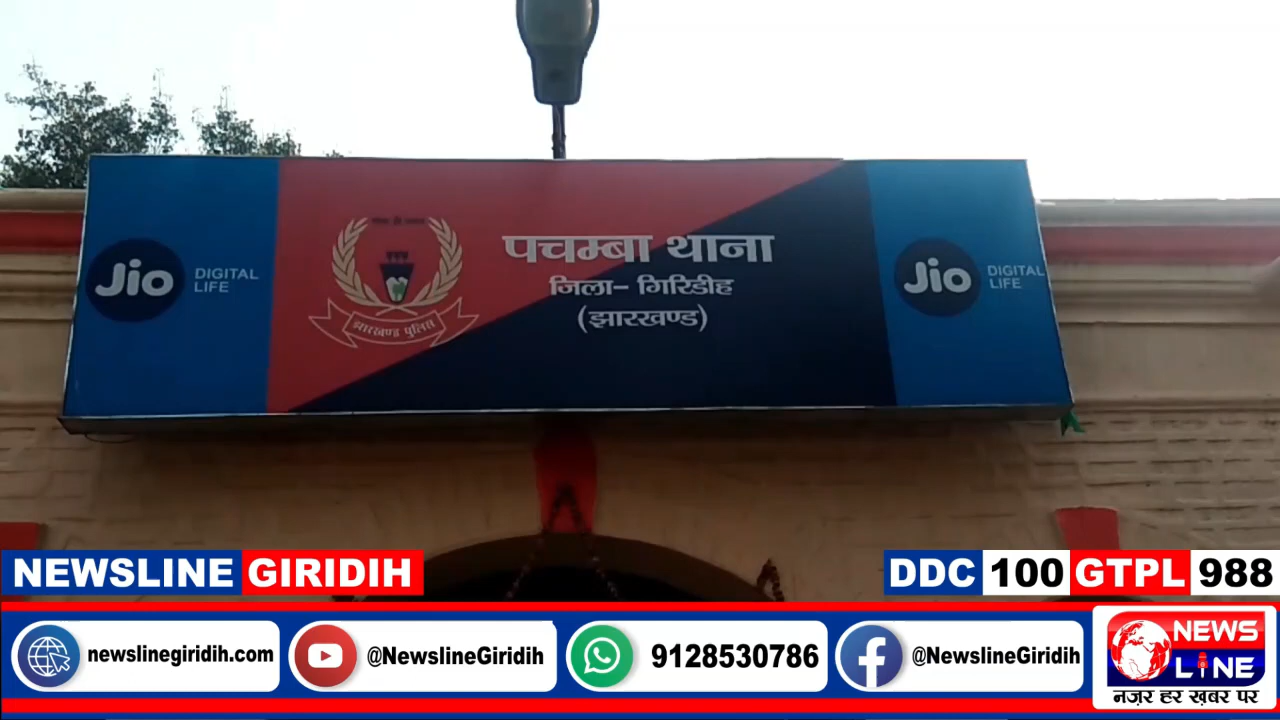 Jio
DIGITAL
LIFE
पचम्बा थाना
जिला- गिरिडीह
(झारखण्ड)
झारखण्ड पुलिस
Jio
DIGITAL
LIFE
NEWSLINE GIRIDIH
DDC 100 GTPL 988
newslinegiridih.com
@NewslineGiridih
9128530786
@NewslineGiridih
NEWS
LINE
नज़र हर ख़बर पर